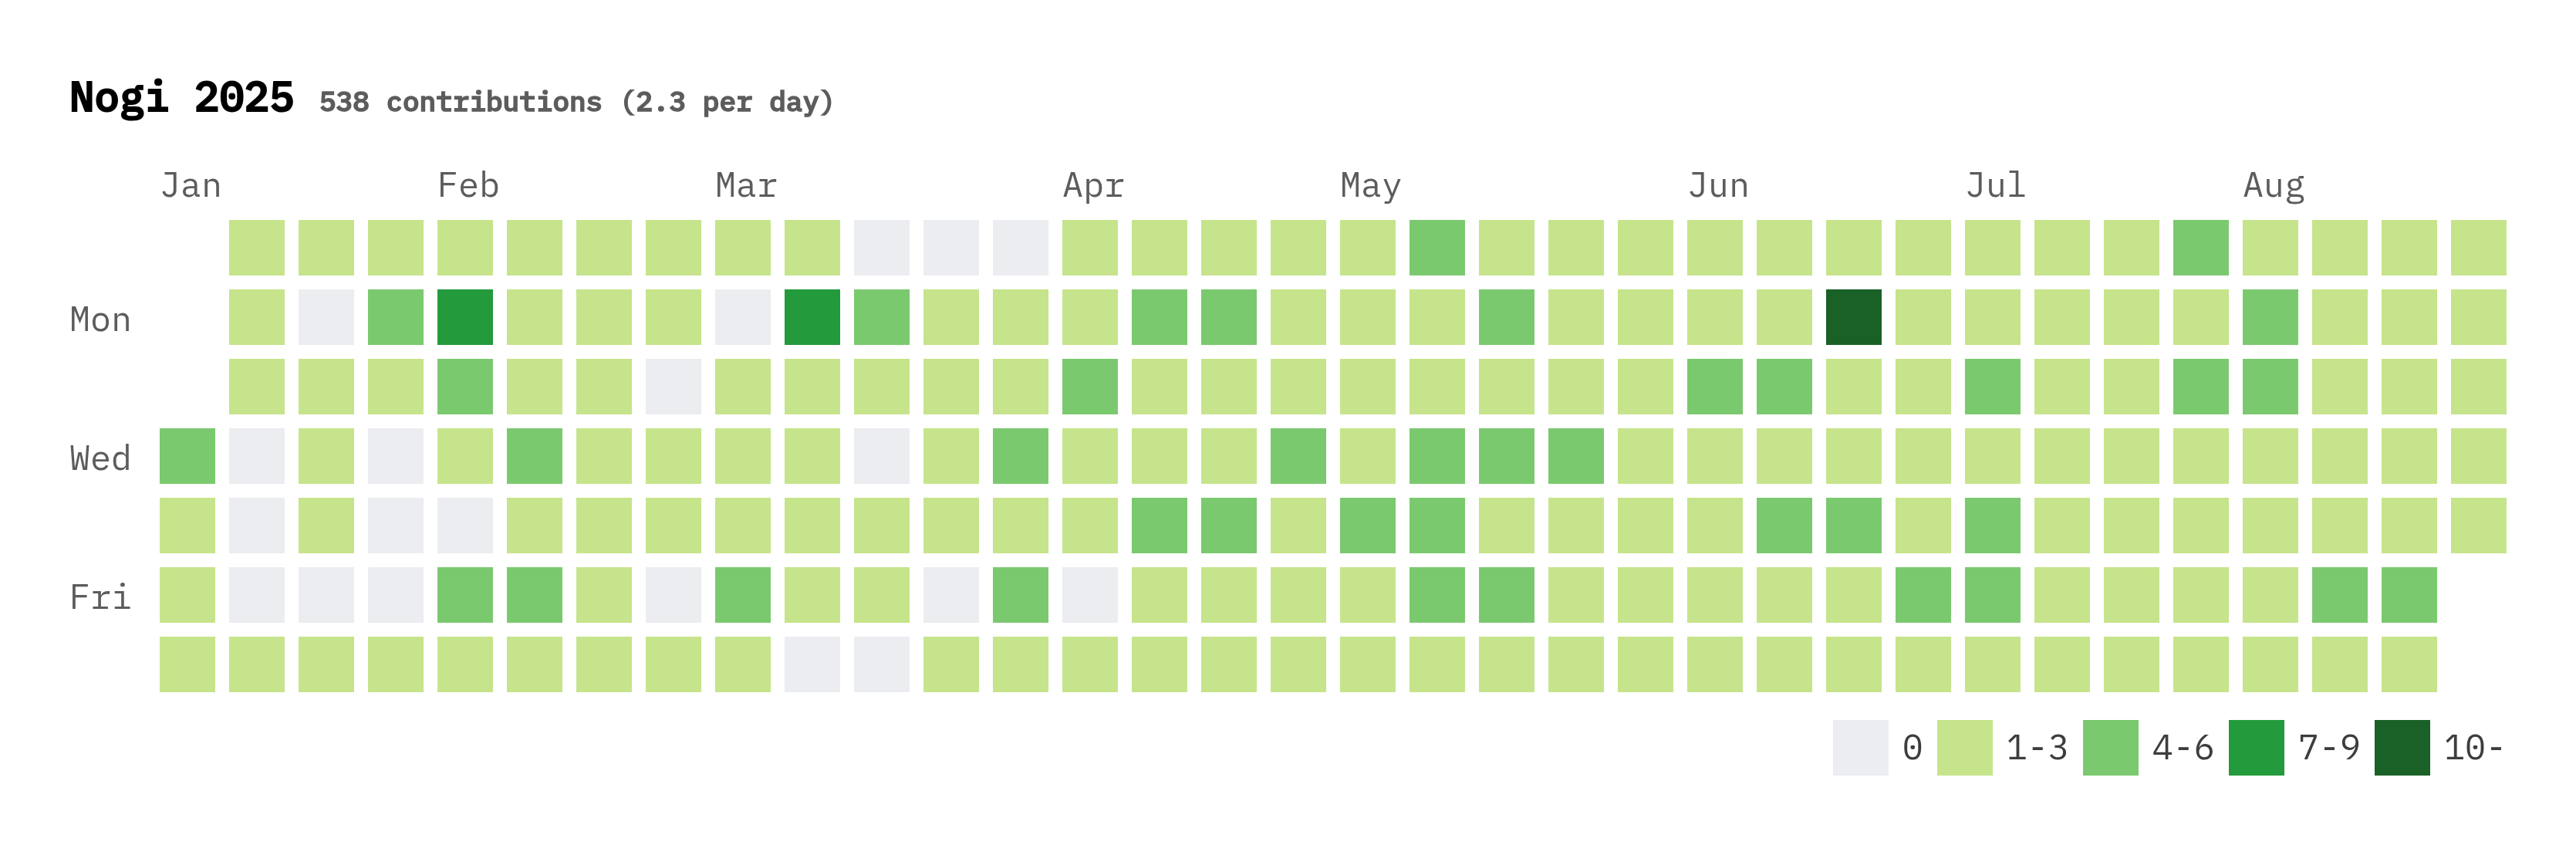 Nogi 2025 538 contributions (2.3 per day)
Jan Feb Mar Apr May Jun Jul Aug
Mon
Wed
Fri
0 1-3 4-6 7-9 10-